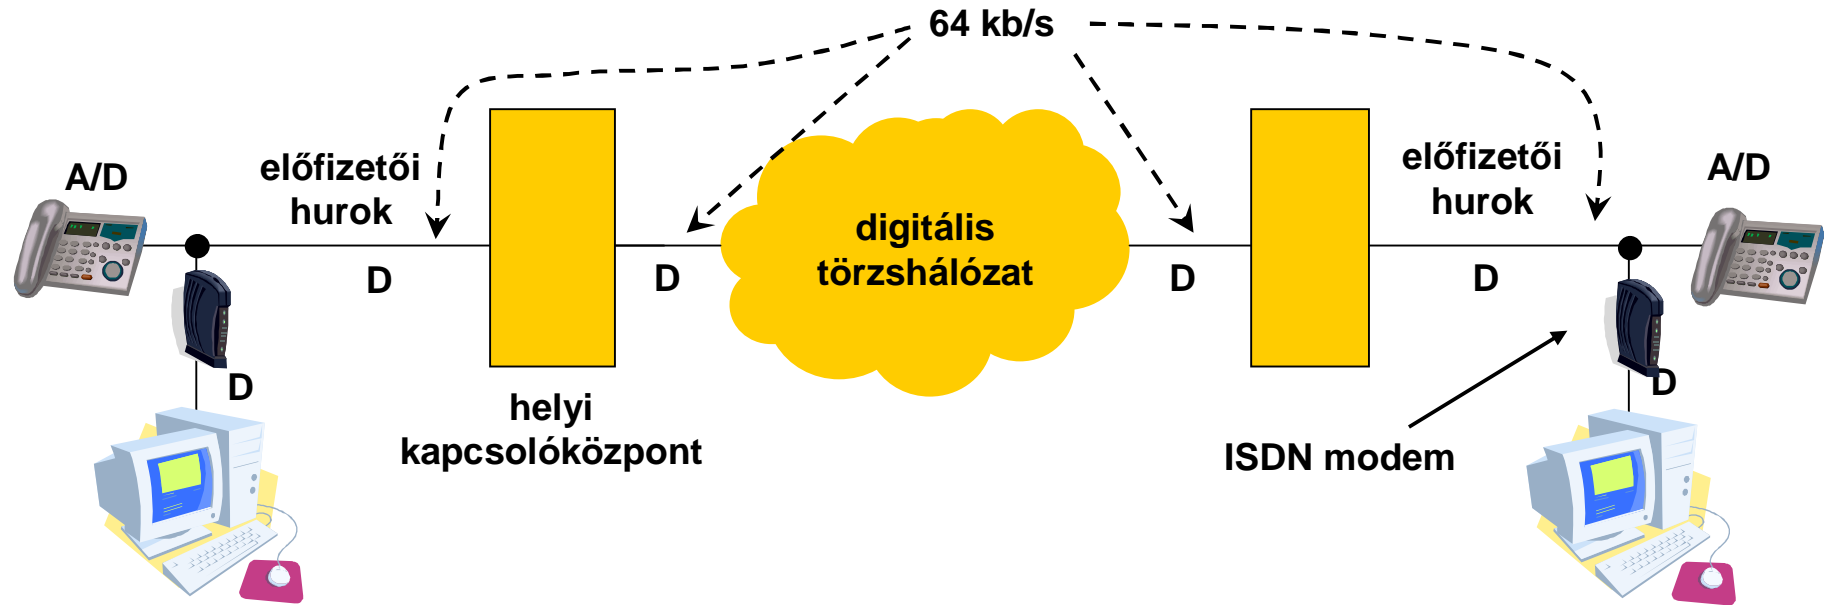 64 kb/s
előfizetői
hurok
A/D
előfizetői
hurok
A/D
digitális
törzshálózat
D
D
D
D
D
D
helyi
kapcsolóközpont
ISDN modem